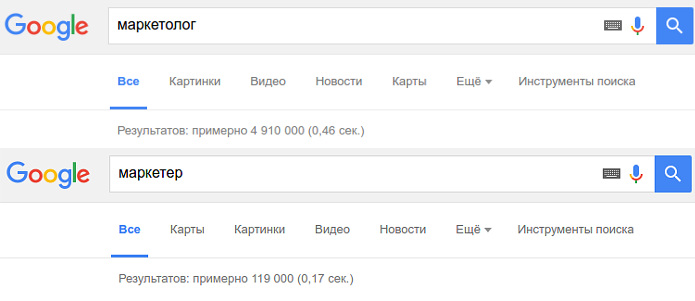 Google маркетолог
Все Картинки Видео Новости Карты Ещё Инструменты поиска
Результатов: примерно 4 910 000 (0,46 сек.)
Google маркетер
Все Карты Картинки Видео Новости Ещё Инструменты поиска
Результатов: примерно 119 000 (0,17 сек.)